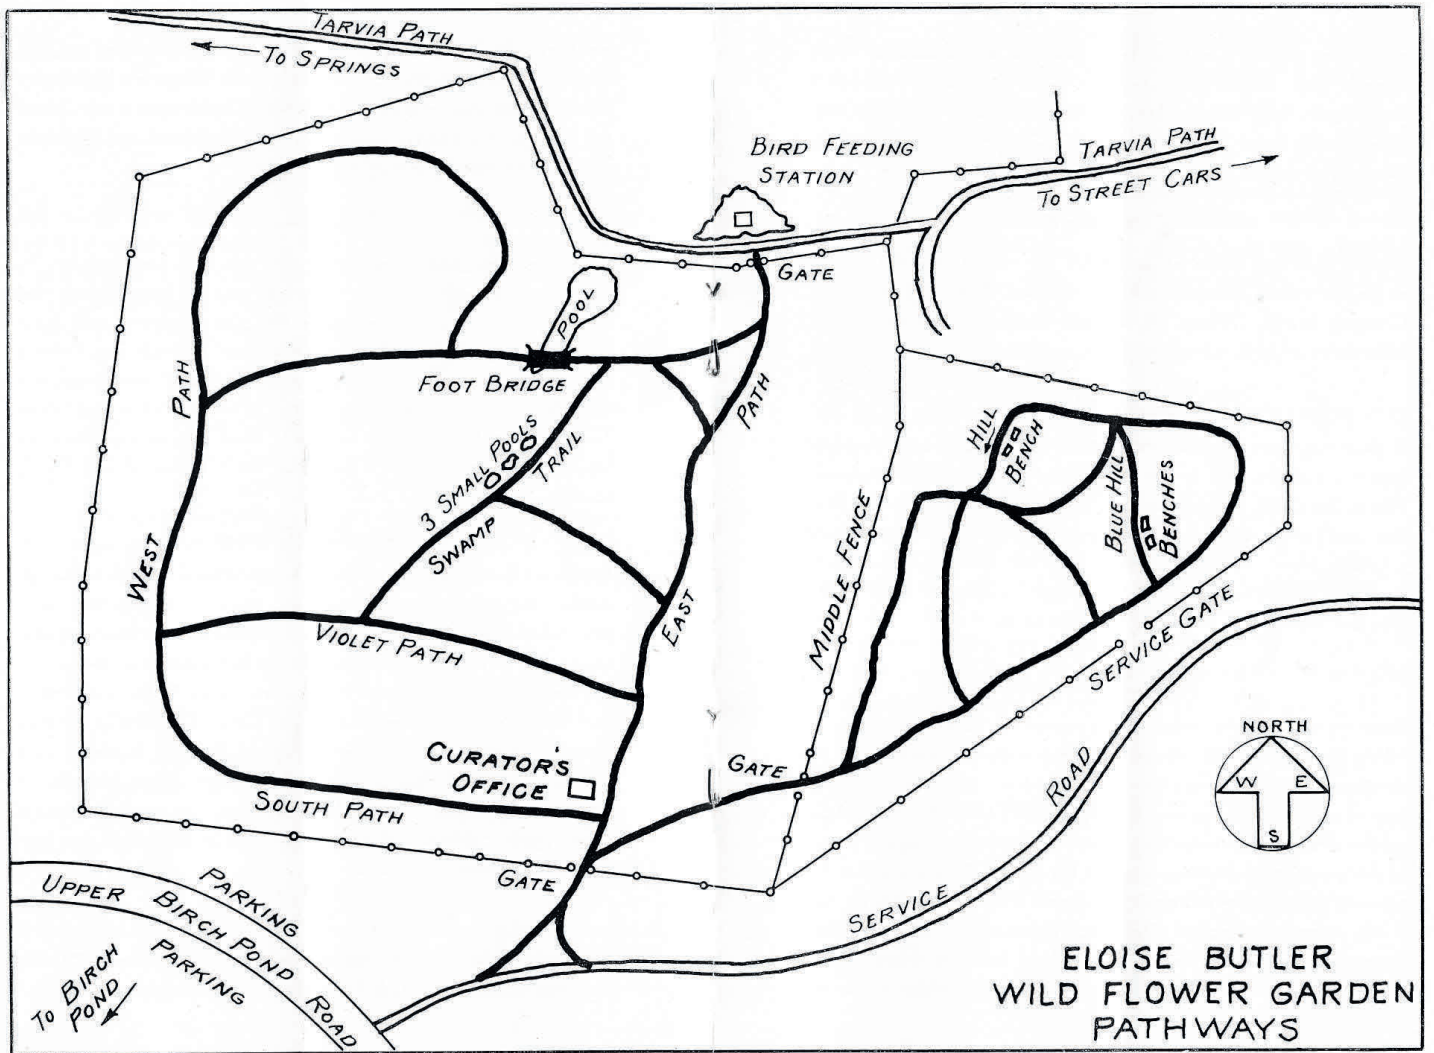 TARVIA PATH
TO SPRINGS
BIRD FEEDING
STATION
TARVIA PATH
TO STREET CARS
GATE
POOL
FOOT BRIDGE
PATH
WEST
PATH
EAST
3 SMALL POOLS
SWAMP TRAIL
HILL
BENCH
BLUE HILL
BENCHES
MIDDLE FENCE
VIOLET PATH
SERVICE GATE
CURATOR'S
OFFICE
SOUTH PATH
GATE
GATE
NORTH
W E
S
SERVICE ROAD
PARKING
UPPER BIRCH POND ROAD
PARKING
TO BIRCH
POND
ELOISE BUTLER
WILD FLOWER GARDEN
PATHWAYS